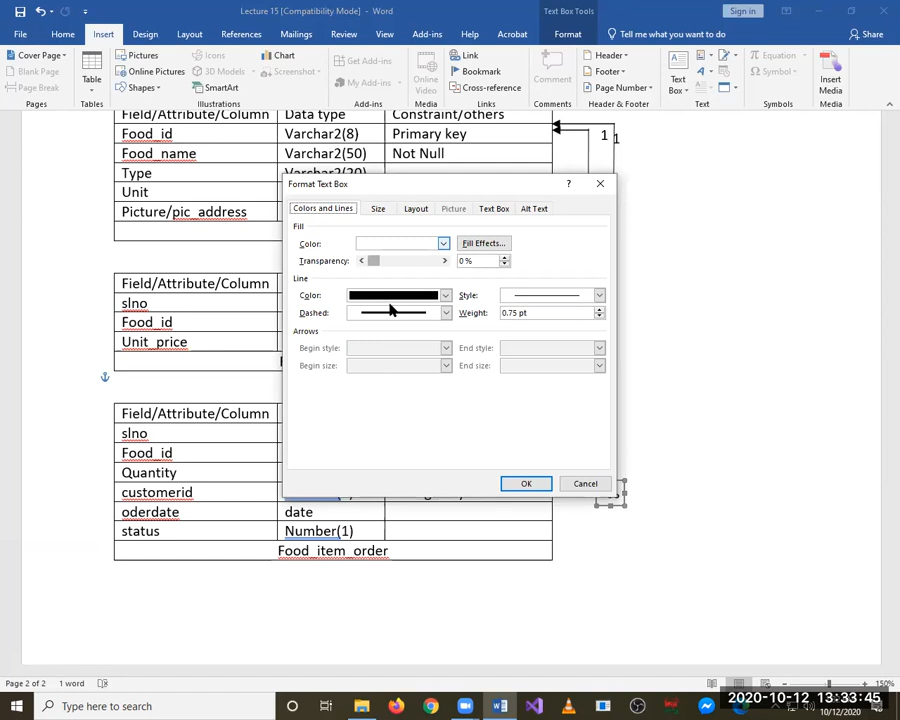 Lecture 15 [Compatibility Mode] - Word
Text Box Tools
Sign in
File Home Insert Design Layout References Mailings Review View Add-ins Help Acrobat Format Tell me what you want to do Share
Cover Page Pictures Icons Chart Get Add-ins Link Header Equation
Blank Page Online Pictures 3D Models SmartArt My Add-ins Bookmark Footer Symbol
Page Break Table Shapes Screenshot Online Video Cross-reference Comment Page Number Text Box Insert Media
Pages Tables Illustrations Add-ins Media Links Comments Header & Footer Text Symbols Media
Field/Attribute/Column Data type Constraint/others
Food_id Varchar2(8) Primary key 1 1
Food_name Varchar2(50) Not Null
Type Varchar2(20)
Unit
Picture/pic_address
Format Text Box ?
Colors and Lines Size Layout Picture Text Box Alt Text
Fill
Color: Fill Effects...
Transparency: 0 %
Line
Color: Style:
Dashed: Weight: 0.75 pt
Arrows
Begin style: End style:
Begin size: End size:
OK Cancel
Field/Attribute/Column
slno
Food_id
Unit_price
Field/Attribute/Column
slno
Food_id
Quantity
customerid
oderdate date
status Number(1)
Food_item_order
Page 2 of 2 1 word 150%
Type here to search
2020-10-12 13:33:45
10/12/2020